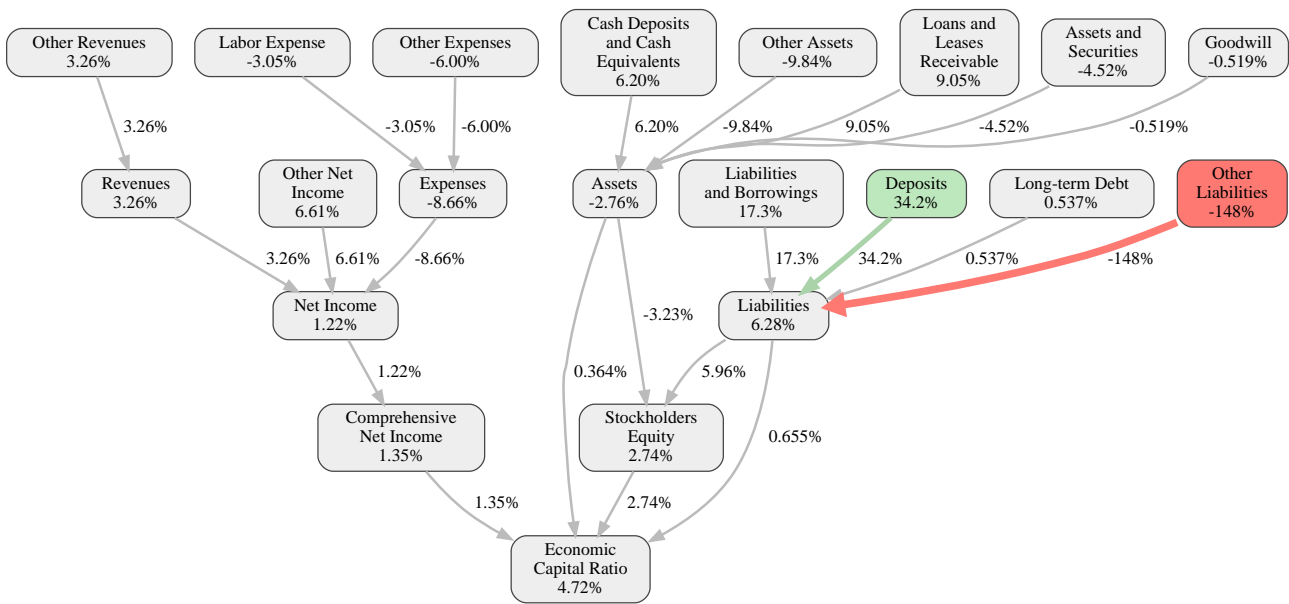 Other Revenues
3.26%
Labor Expense
-3.05%
Other Expenses
-6.00%
Cash Deposits
and Cash
Equivalents
6.20%
Other Assets
-9.84%
Loans and
Leases
Receivable
9.05%
Assets and
Securities
-4.52%
Goodwill
-0.519%
3.26%
-3.05%
-6.00%
6.20%
-9.84%
9.05%
-4.52%
-0.519%
Revenues
3.26%
Other Net
Income
6.61%
Expenses
-8.66%
Assets
-2.76%
Liabilities
and Borrowings
17.3%
Deposits
34.2%
Long-term Debt
0.537%
Other
Liabilities
-148%
3.26%
6.61%
-8.66%
17.3%
34.2%
0.537%
-148%
Net Income
1.22%
-3.23%
Liabilities
6.28%
1.22%
0.364%
5.96%
Comprehensive
Net Income
1.35%
Stockholders
Equity
2.74%
0.655%
1.35%
2.74%
Economic
Capital Ratio
4.72%